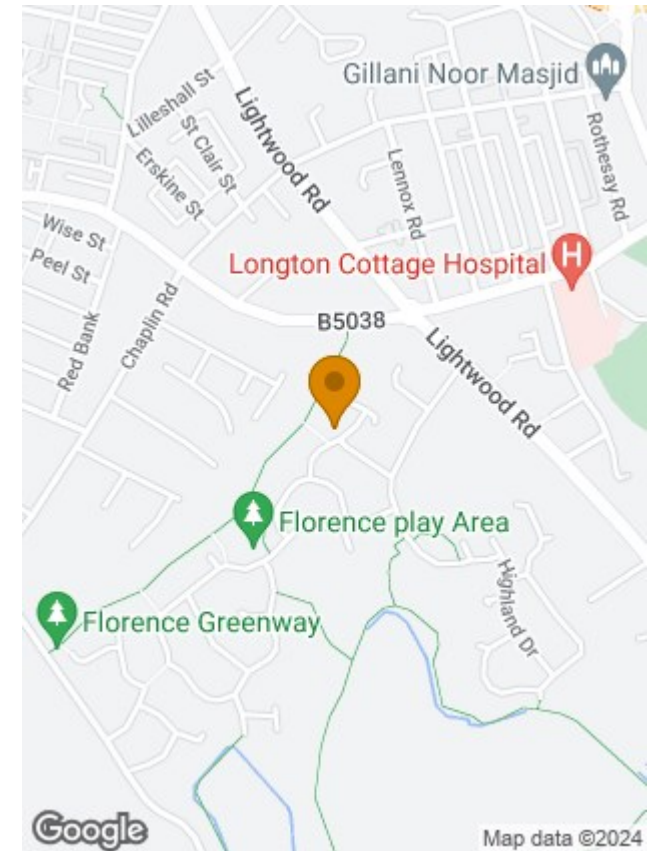 Gillani Noor Masjid
Lilleshall St
St Clair St
Erskine St
Lightwood Rd
Lennox Rd
Rothesay Rd
Wise St
Peel St
Longton Cottage Hospital
H
Red Bank
Chaplin Rd
B5038
Lightwood Rd
Florence play Area
Highland Dr
Florence Greenway
Google
Map data ©2024